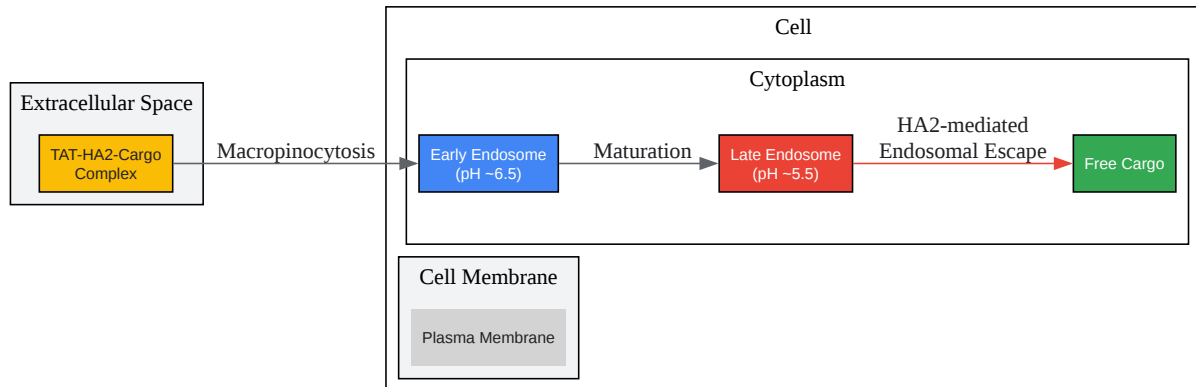 Cell
Cytoplasm
Extracellular Space
TAT-HA2-Cargo
Complex
Macropinocytosis
Early Endosome
(pH ~6.5)
Maturation
Late Endosome
(pH ~5.5)
HA2-mediated
Endosomal Escape
Free Cargo
Cell Membrane
Plasma Membrane